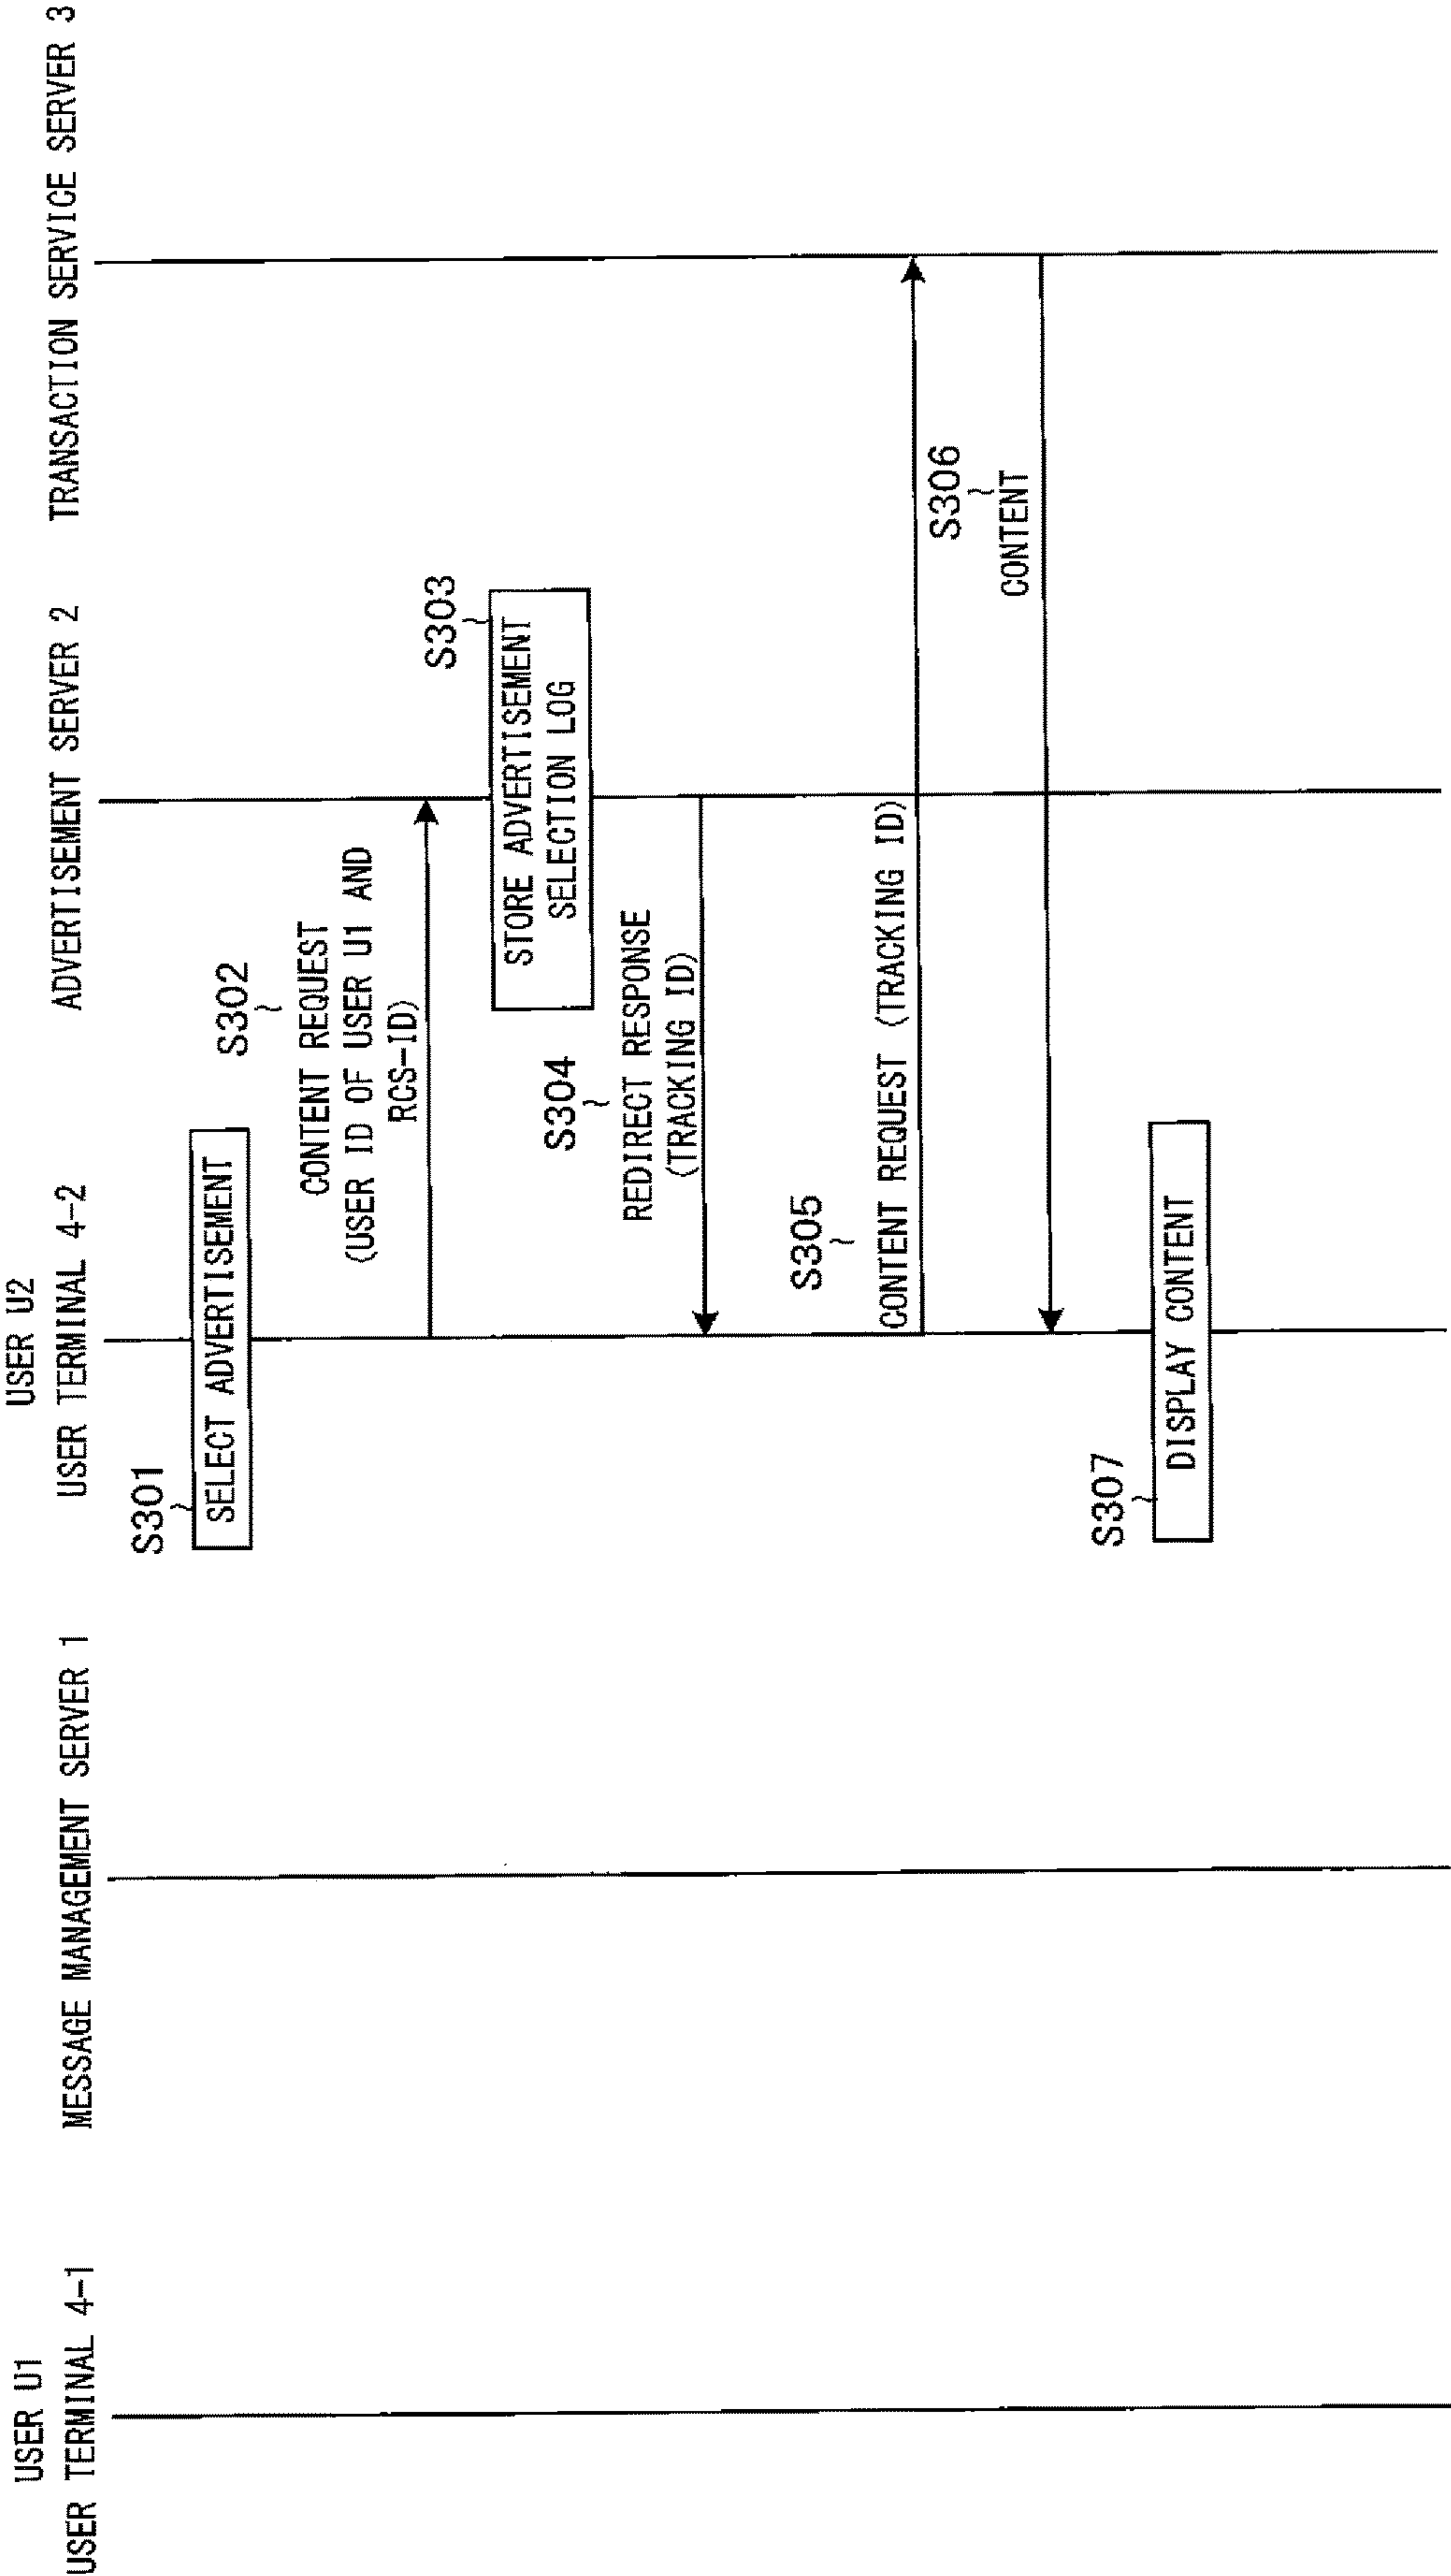 USER U1
USER TERMINAL 4-1
MESSAGE MANAGEMENT SERVER 1
USER U2
USER TERMINAL 4-2
ADVERTISEMENT SERVER 2
TRANSACTION SERVICE SERVER 3
S301
SELECT ADVERTISEMENT
S302
CONTENT REQUEST
(USER ID OF USER U1 AND
RCS-ID)
S303
STORE ADVERTISEMENT
SELECTION LOG
S304
REDIRECT RESPONSE
(TRACKING ID)
S305
CONTENT REQUEST (TRACKING ID)
S306
CONTENT
S307
DISPLAY CONTENT